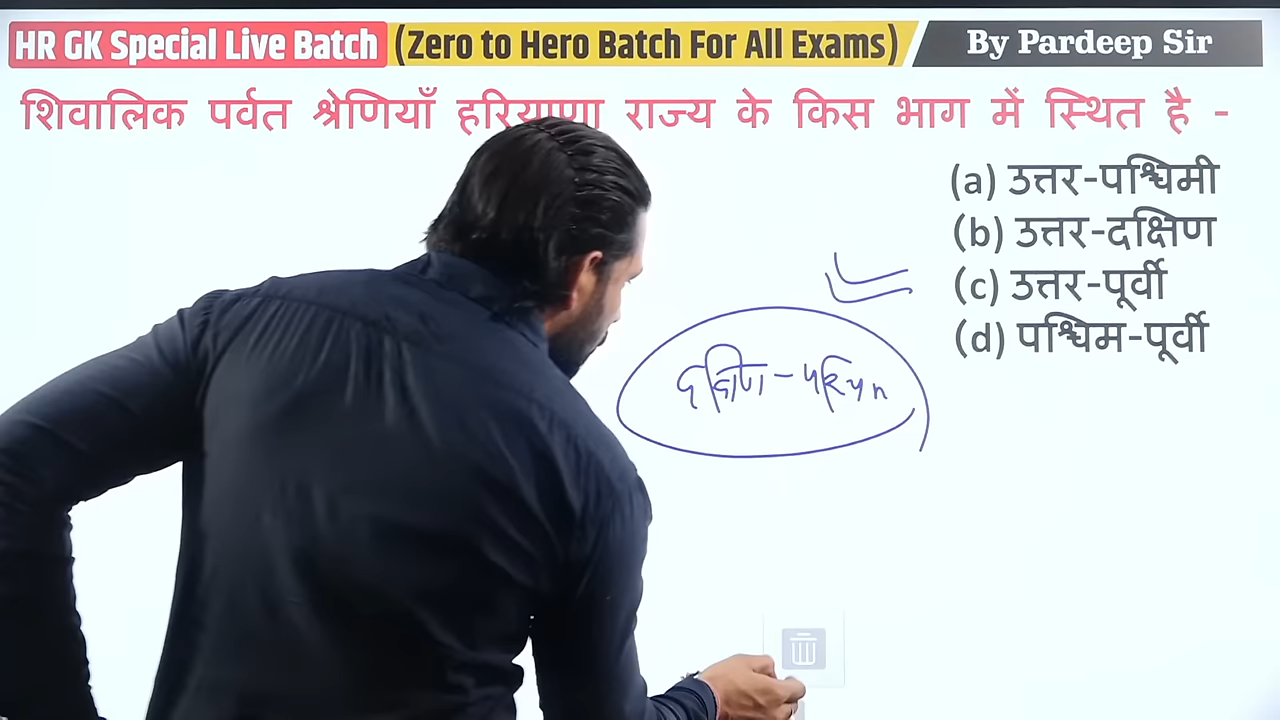 HR GK Special Live Batch (Zero to Hero Batch For All Exams) By Pardeep Sir
शिवालिक पर्वत श्रेणियाँ हरियाणा राज्य के किस भाग में स्थित है -
(a) उत्तर-पश्चिमी
(b) उत्तर-दक्षिण
(c) उत्तर-पूर्वी
(d) पश्चिम-पूर्वी
दक्षिण -